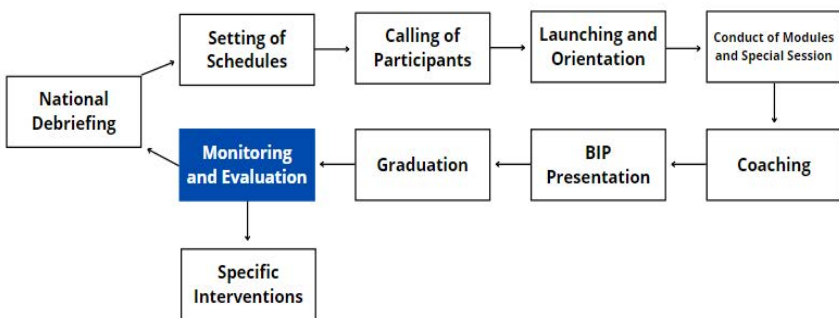 Setting of
Schedules
Calling of
Participants
Launching and
Orientation
Conduct of Modules
and Special Session
National
Debriefing
Monitoring
and Evaluation
Graduation
BIP
Presentation
Coaching
Specific
Interventions